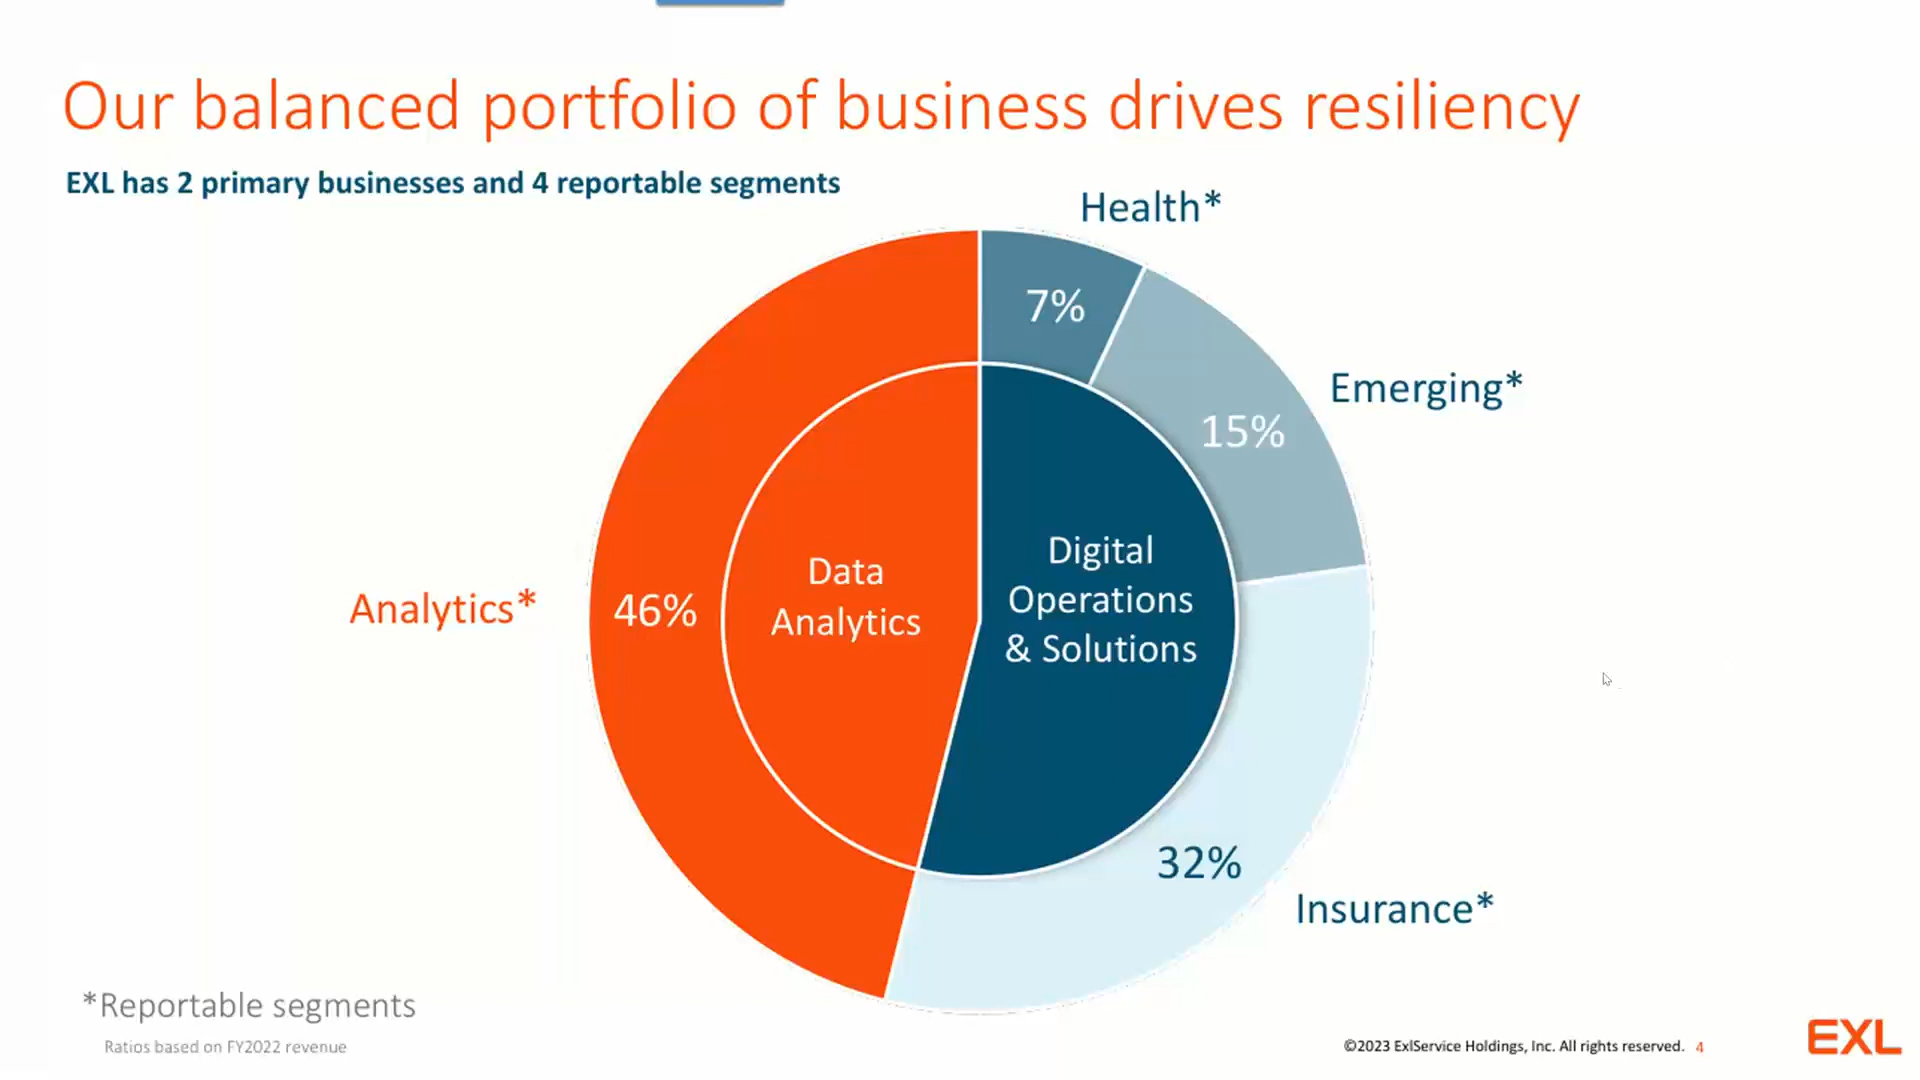 Our balanced portfolio of business drives resiliency
EXL has 2 primary businesses and 4 reportable segments
Health*
7%
Emerging*
15%
Analytics*
46%
Data
Analytics
Digital
Operations
& Solutions
32%
Insurance*
*Reportable segments
Ratios based on FY2022 revenue
©2023 ExlService Holdings, Inc. All rights reserved. 4
EXL